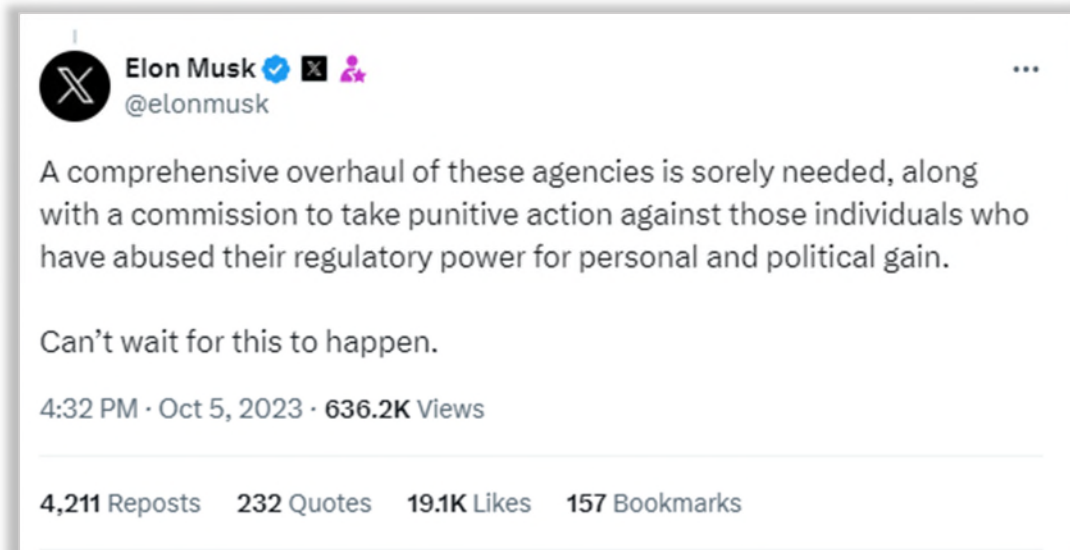 Elon Musk
@elonmusk
A comprehensive overhaul of these agencies is sorely needed, along
with a commission to take punitive action against those individuals who
have abused their regulatory power for personal and political gain.
Can’t wait for this to happen.
4:32 PM · Oct 5, 2023 · 636.2K Views
4,211 Reposts 232 Quotes 19.1K Likes 157 Bookmarks